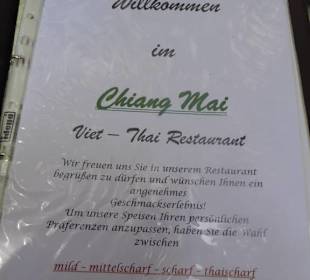 Willkommen
im
Chiang Mai
Viet – Thai Restaurant
Wir freuen uns Sie in unserem Restaurant
begrüßen zu dürfen und wünschen Ihnen ein
angenehmes
Geschmackserlebnis!
Um unsere Speisen Ihren persönlichen
Präferenzen anzupassen, haben Sie die Wahl
zwischen
mild – mittelscharf – scharf – thaischarf